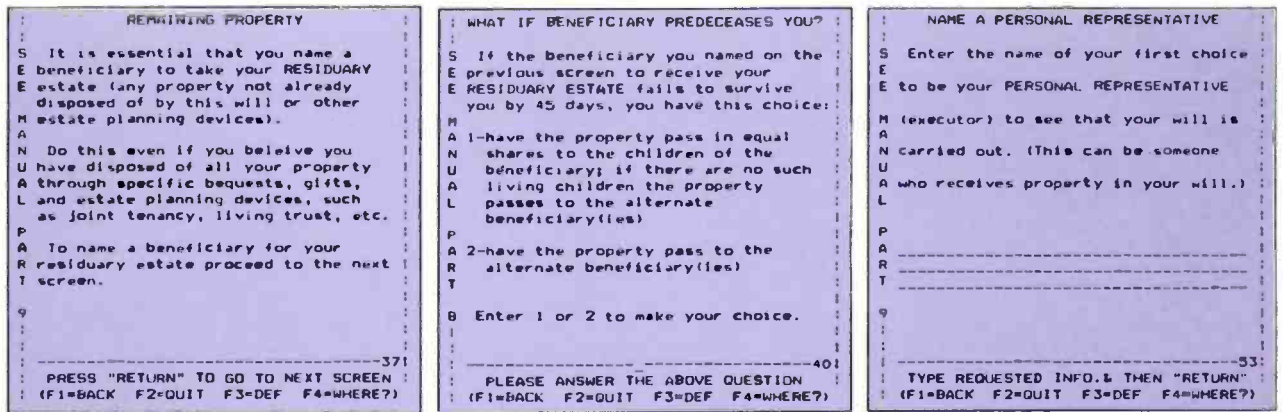 REMAINING PROPERTY
It is essential that you name a
beneficiary to take your RESIDUARY
estate (any property not already
disposed of by this will or other
estate planning devices).
Do this even if you beleive you
have disposed of all your property
through specific bequests, gifts,
and estate planning devices, such
as joint tenancy, living trust, etc.
To name a beneficiary for your
residuary estate proceed to the next
screen.
SEE MANUAL PART 9
37
PRESS "RETURN" TO GO TO NEXT SCREEN
(F1=BACK F2=QUIT F3=DEF F4=WHERE?)
WHAT IF BENEFICIARY PREDECEASES YOU?
If the beneficiary you named on the
previous screen to receive your
RESIDUARY ESTATE fails to survive
you by 45 days, you have this choice:
1-have the property pass in equal
shares to the children of the
beneficiary; if there are no such
living children the property
passes to the alternate
beneficiary(ies)
2-have the property pass to the
alternate beneficiary(ies)
Enter 1 or 2 to make your choice.
SEE MANUAL PART 8
40
PLEASE ANSWER THE ABOVE QUESTION
(F1=BACK F2=QUIT F3=DEF F4=WHERE?)
NAME A PERSONAL REPRESENTATIVE
Enter the name of your first choice
to be your PERSONAL REPRESENTATIVE
(executor) to see that your will is
carried out. (This can be someone
who receives property in your will.)
SEE MANUAL PART 9
53
TYPE REQUESTED INFO.& THEN "RETURN"
(F1=BACK F2=QUIT F3=DEF F4=WHERE?)